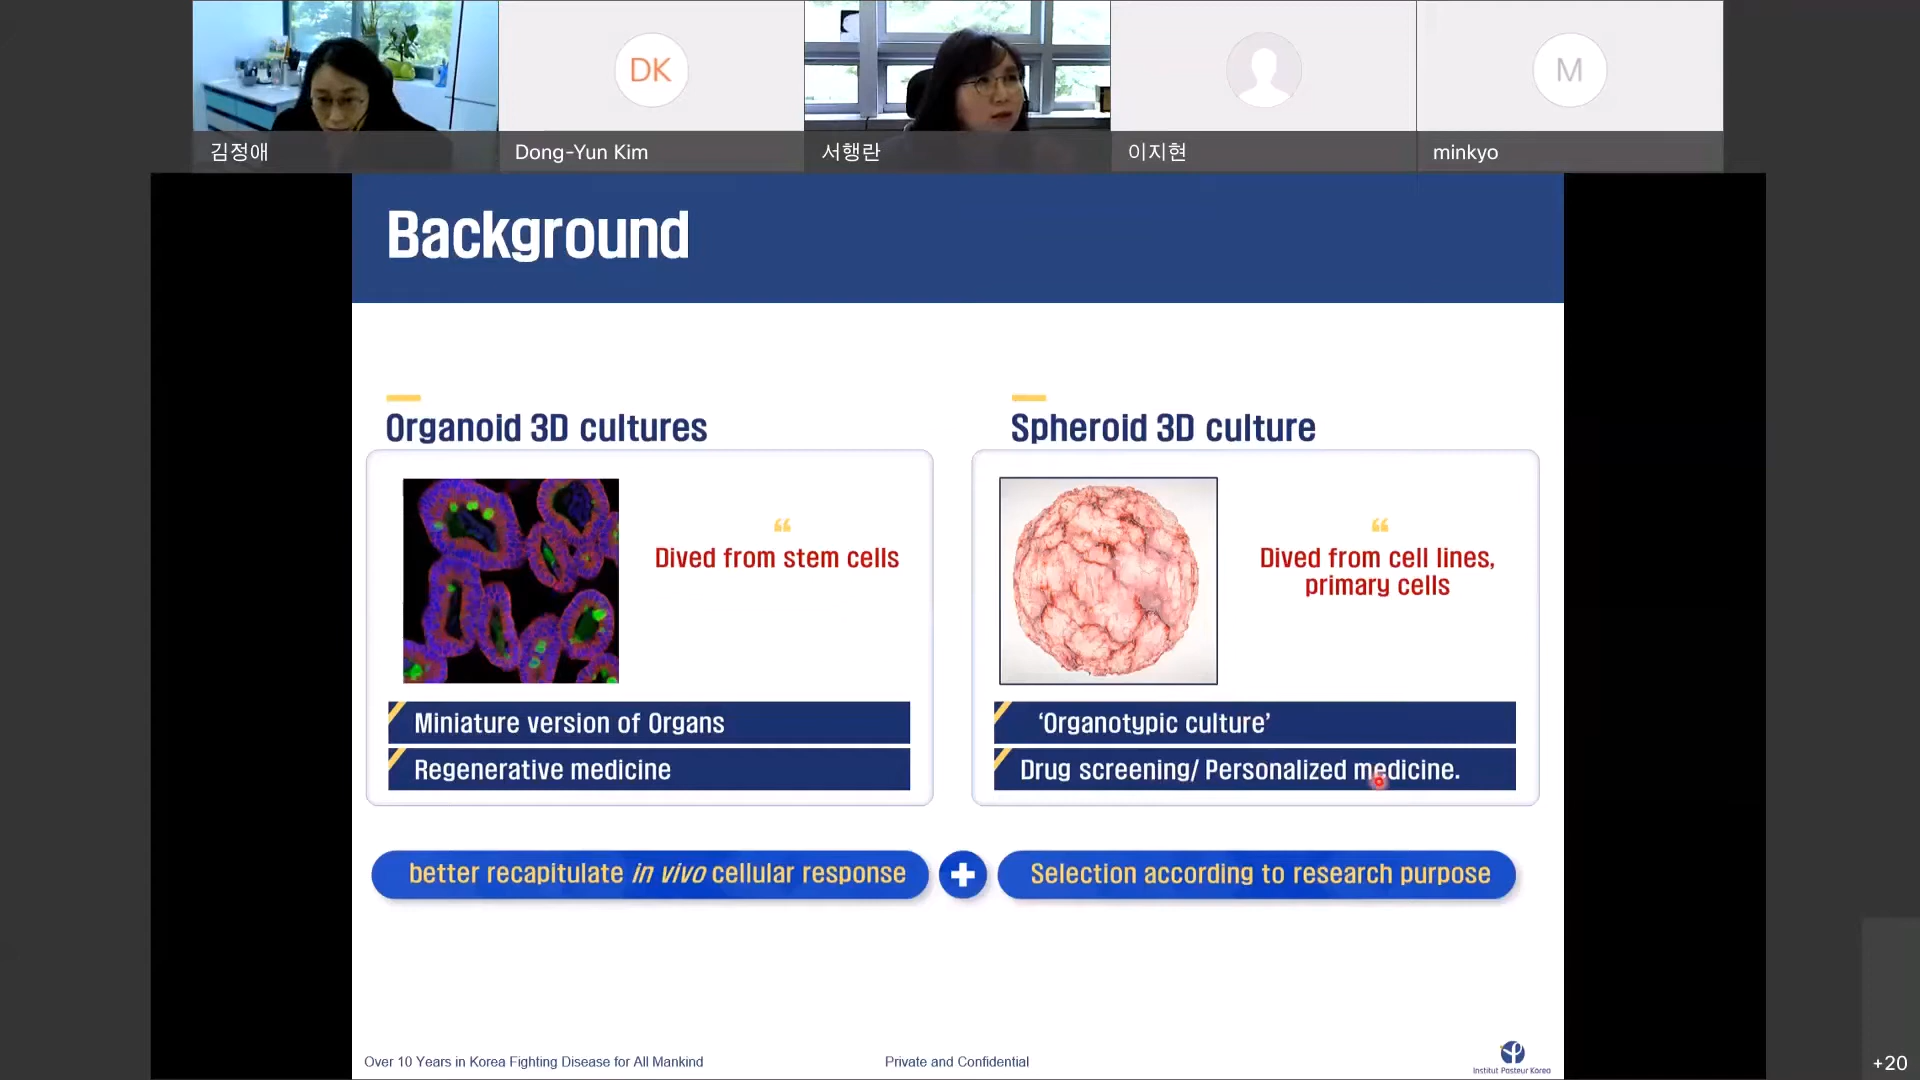 DK
M
김정애
Dong-Yun Kim
서행란
이지현
minkyo
Background
Organoid 3D cultures
“
Dived from stem cells
Miniature version of Organs
Regenerative medicine
Spheroid 3D culture
“
Dived from cell lines,
primary cells
‘Organotypic culture’
Drug screening/ Personalized medicine.
better recapitulate in vivo cellular response
Selection according to research purpose
Over 10 Years in Korea Fighting Disease for All Mankind
Private and Confidential
Institut Pasteur Korea
+20